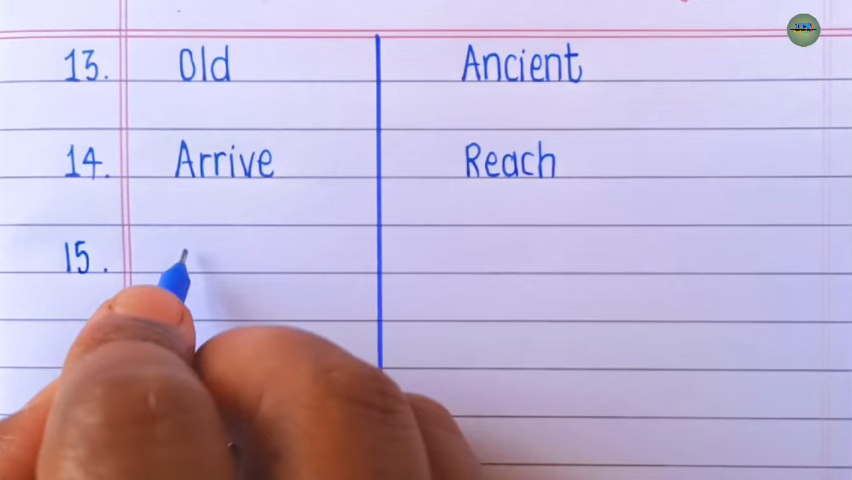 13. Old Ancient
14. Arrive Reach
15.